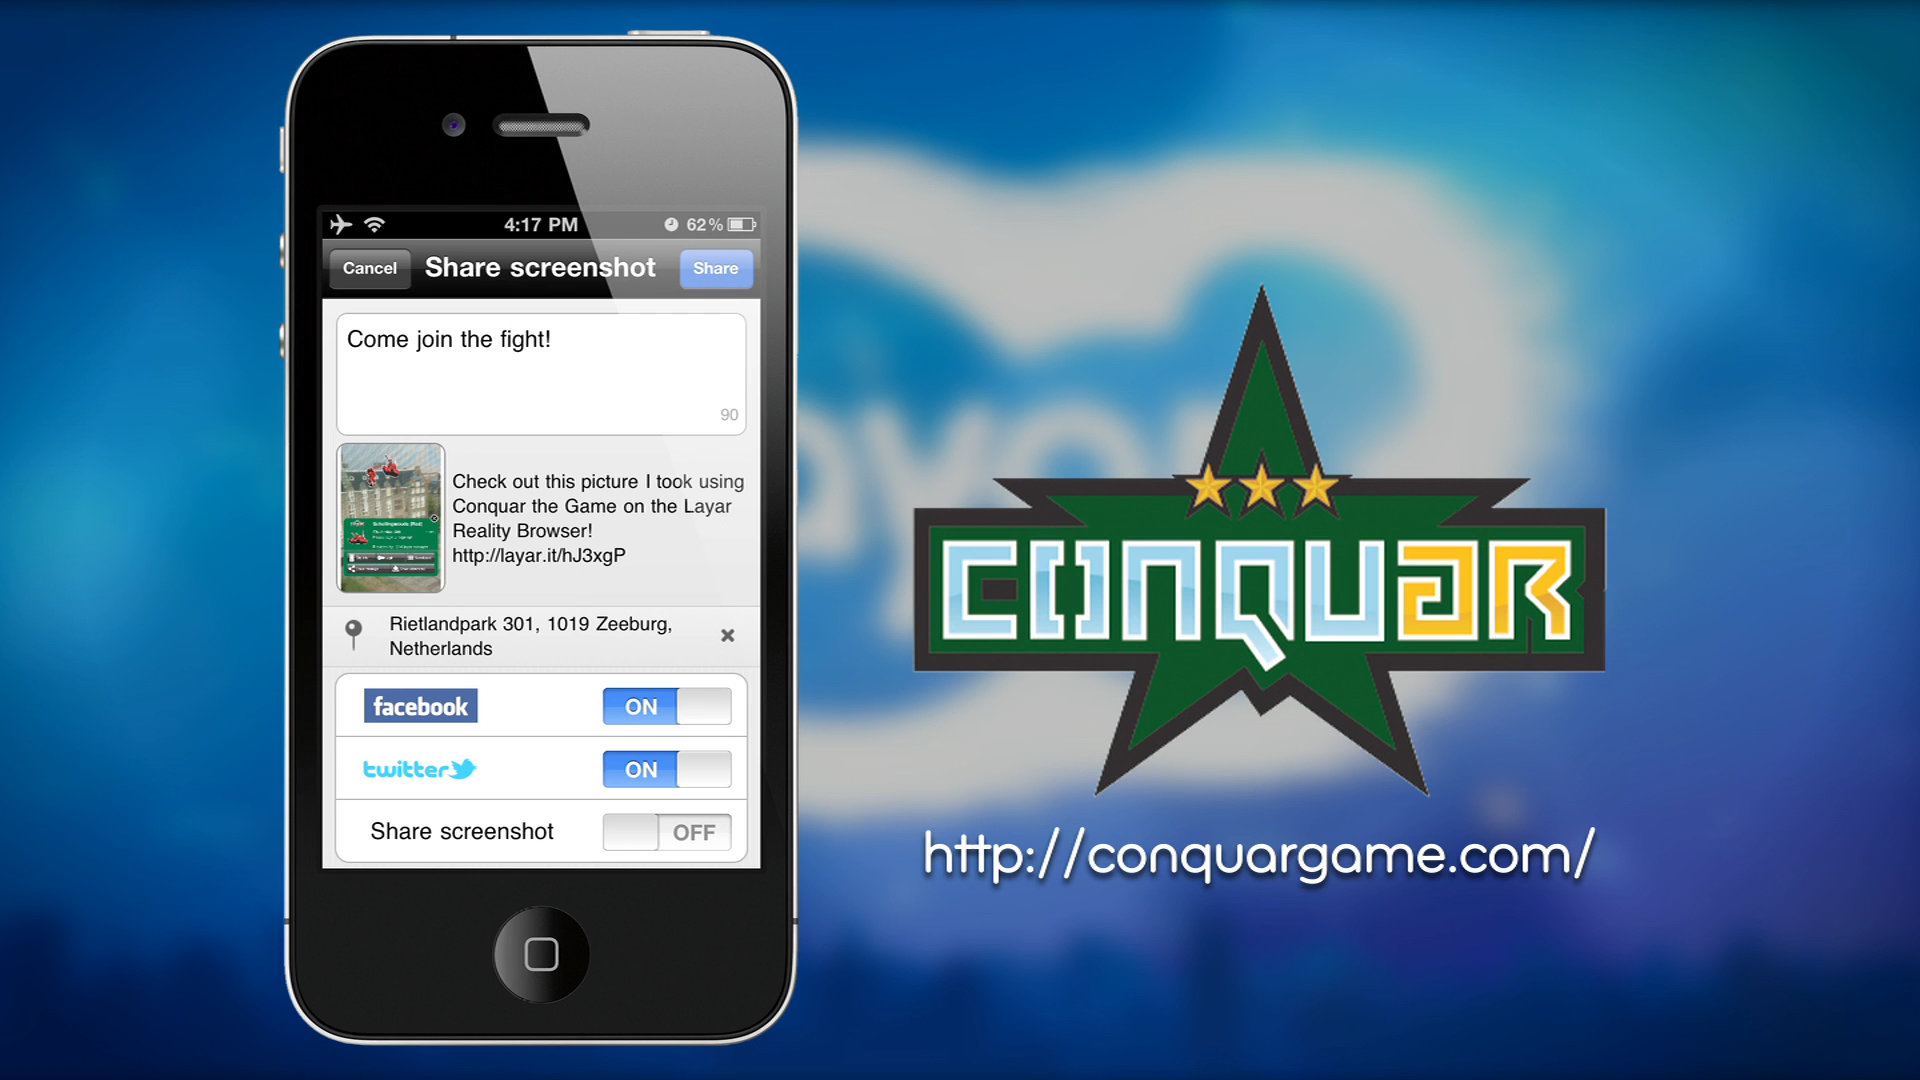 4:17 PM
62%
Cancel
Share screenshot
Share
Come join the fight!
90
Check out this picture I took using
Conquar the Game on the Layar
Reality Browser!
http://layar.it/hJ3xgP
Rietlandpark 301, 1019 Zeeburg,
Netherlands
facebook
ON
twitter
ON
Share screenshot
OFF
CONQUAR
http://conquargame.com/